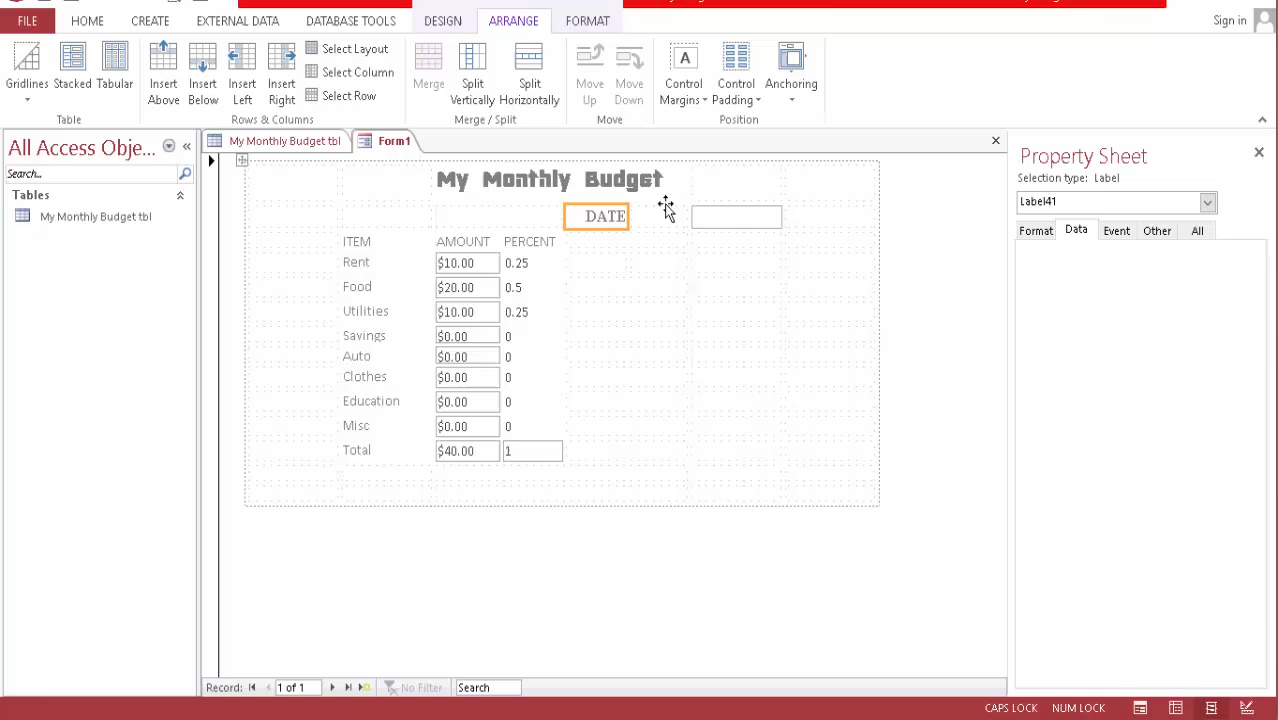 FILE HOME CREATE EXTERNAL DATA DATABASE TOOLS DESIGN ARRANGE FORMAT Sign in
Gridlines Stacked Tabular
Table
Insert Above Insert Below Insert Left Insert Right
Select Layout
Select Column
Select Row
Rows & Columns
Merge Split Vertically Split Horizontally
Merge / Split
Move Up Move Down
Move
Control Margins Control Padding Anchoring
Position
All Access Obje...
Search...
Tables
My Monthly Budget tbl
My Monthly Budget tbl Form1
My Monthly Budget
DATE
ITEM AMOUNT PERCENT
Rent $10.00 0.25
Food $20.00 0.5
Utilities $10.00 0.25
Savings $0.00 0
Auto $0.00 0
Clothes $0.00 0
Education $0.00 0
Misc $0.00 0
Total $40.00 1
Property Sheet
Selection type: Label
Label41
Format Data Event Other All
Record: 1 of 1 No Filter Search
CAPS LOCK NUM LOCK